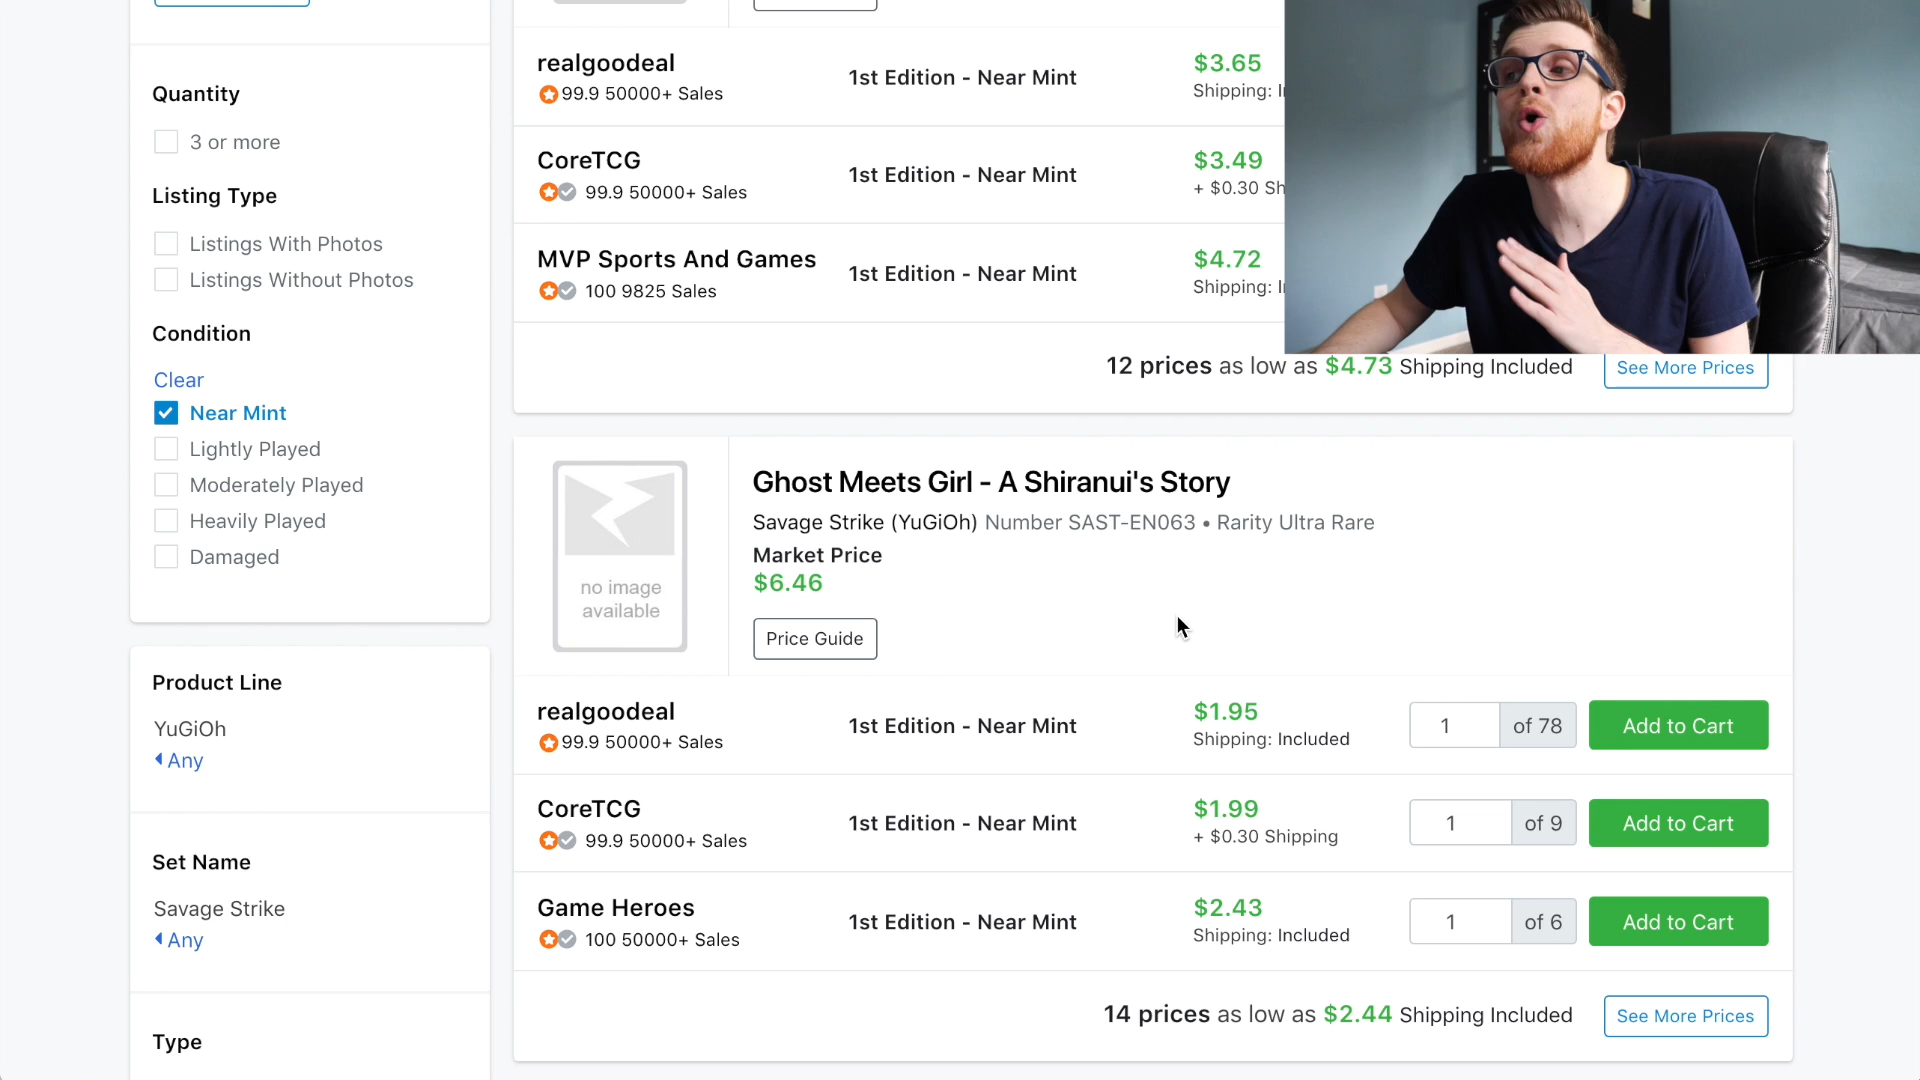 Quantity
3 or more
Listing Type
Listings With Photos
Listings Without Photos
Condition
Clear
Near Mint
Lightly Played
Moderately Played
Heavily Played
Damaged
Product Line
YuGiOh
Any
Set Name
Savage Strike
Any
Type
realgoodeal
99.9 50000+ Sales
1st Edition - Near Mint
$3.65
Shipping:
CoreTCG
99.9 50000+ Sales
1st Edition - Near Mint
$3.49
+ $0.30
MVP Sports And Games
100 9825 Sales
1st Edition - Near Mint
$4.72
Shipping:
12 prices as low as $4.73 Shipping Included
See More Prices
no image
available
Ghost Meets Girl - A Shiranui's Story
Savage Strike (YuGiOh) Number SAST-EN063 • Rarity Ultra Rare
Market Price
$6.46
Price Guide
realgoodeal
99.9 50000+ Sales
1st Edition - Near Mint
$1.95
Shipping: Included
1 of 78
Add to Cart
CoreTCG
99.9 50000+ Sales
1st Edition - Near Mint
$1.99
+ $0.30 Shipping
1 of 9
Add to Cart
Game Heroes
100 50000+ Sales
1st Edition - Near Mint
$2.43
Shipping: Included
1 of 6
Add to Cart
14 prices as low as $2.44 Shipping Included
See More Prices